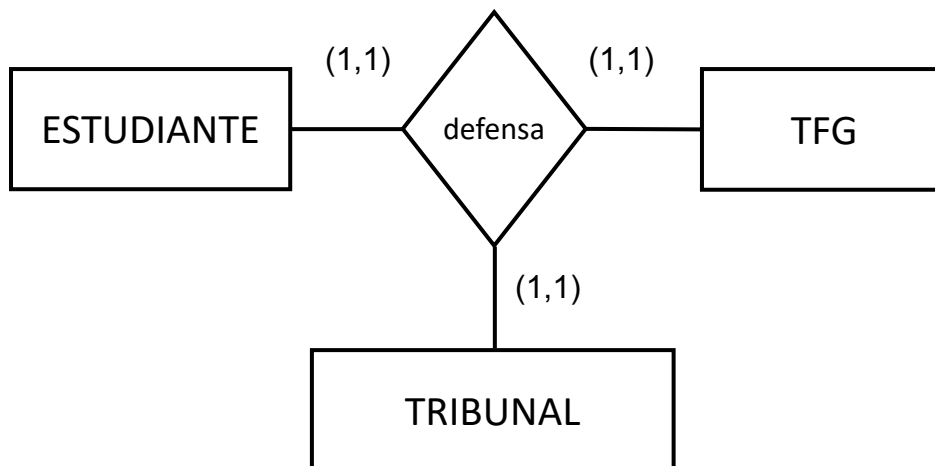 (1,1)
(1,1)
ESTUDIANTE
defensa
TFG
(1,1)
TRIBUNAL